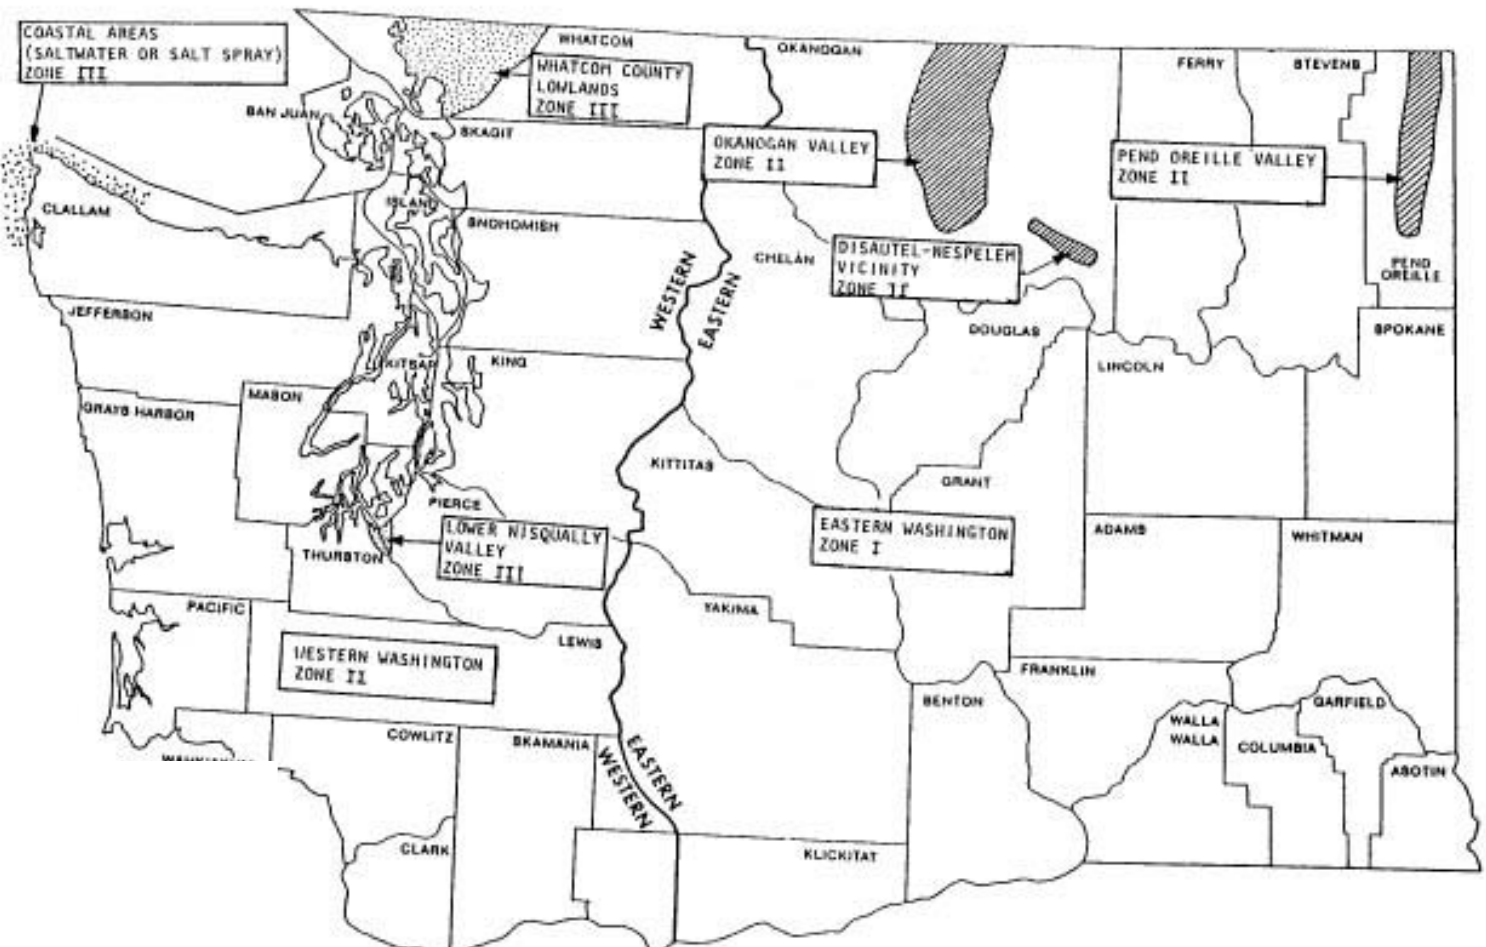 COASTAL AREAS
(SALTWATER OR SALT SPRAY)
ZONE III
WHATCOM
WHATCOM COUNTY
LOWLANDS
ZONE III
OKANOGAN
FERRY
STEVENS
SAN JUAN
SKAGIT
OKANOGAN VALLEY
ZONE II
PEND OREILLE VALLEY
ZONE II
ISLAND
CLALLAM
SNOHOMISH
CHELAN
DISAUTEL-NESPELEM
VICINITY
ZONE II
PEND
OREILLE
WESTERN
EASTERN
JEFFERSON
DOUGLAS
SPOKANE
KITSAP
KING
LINCOLN
MASON
GRAYS HARBOR
KITTITAS
GRANT
PIERCE
LOWER NISQUALLY
VALLEY
ZONE III
THURSTON
EASTERN WASHINGTON
ZONE I
ADAMS
WHITMAN
PACIFIC
YAKIMA
LEWIS
WESTERN WASHINGTON
ZONE II
FRANKLIN
BENTON
GARFIELD
WALLA
WALLA
COLUMBIA
ASOTIN
COWLITZ
SKAMANIA
EASTERN
WESTERN
CLARK
KLICKITAT